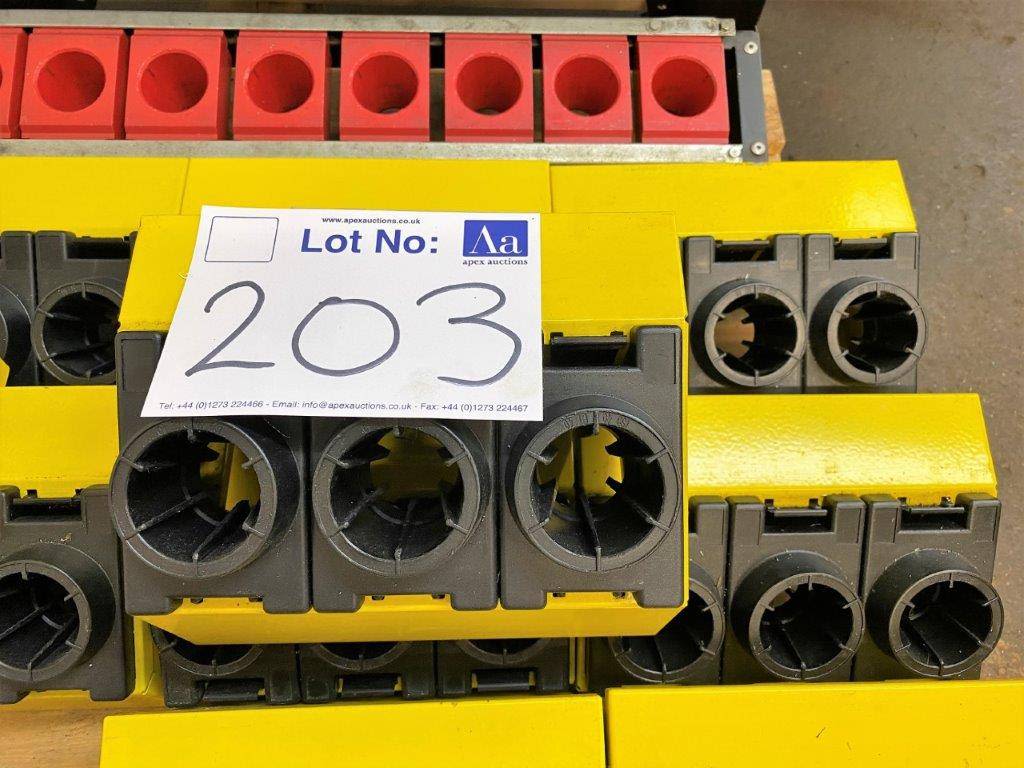 www.apexauctions.co.uk
Lot No:
Aa
apex auctions
203
Tel: +44 (0)1273 224466 - Email: info@apexauctions.co.uk - Fax: +44 (0)1273 224467